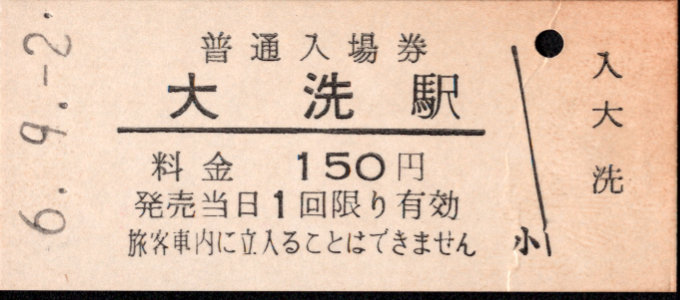 6. 9. -2.
普通入場券
大洗駅
料金 150円
発売当日1回限り有効
旅客車内に立入ることはできません
小
入
大洗